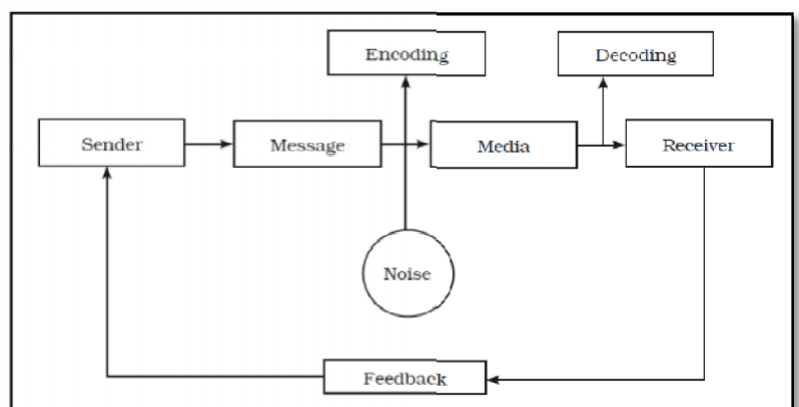 Encoding
Decoding
Sender
Message
Media
Receiver
Noise
Feedback